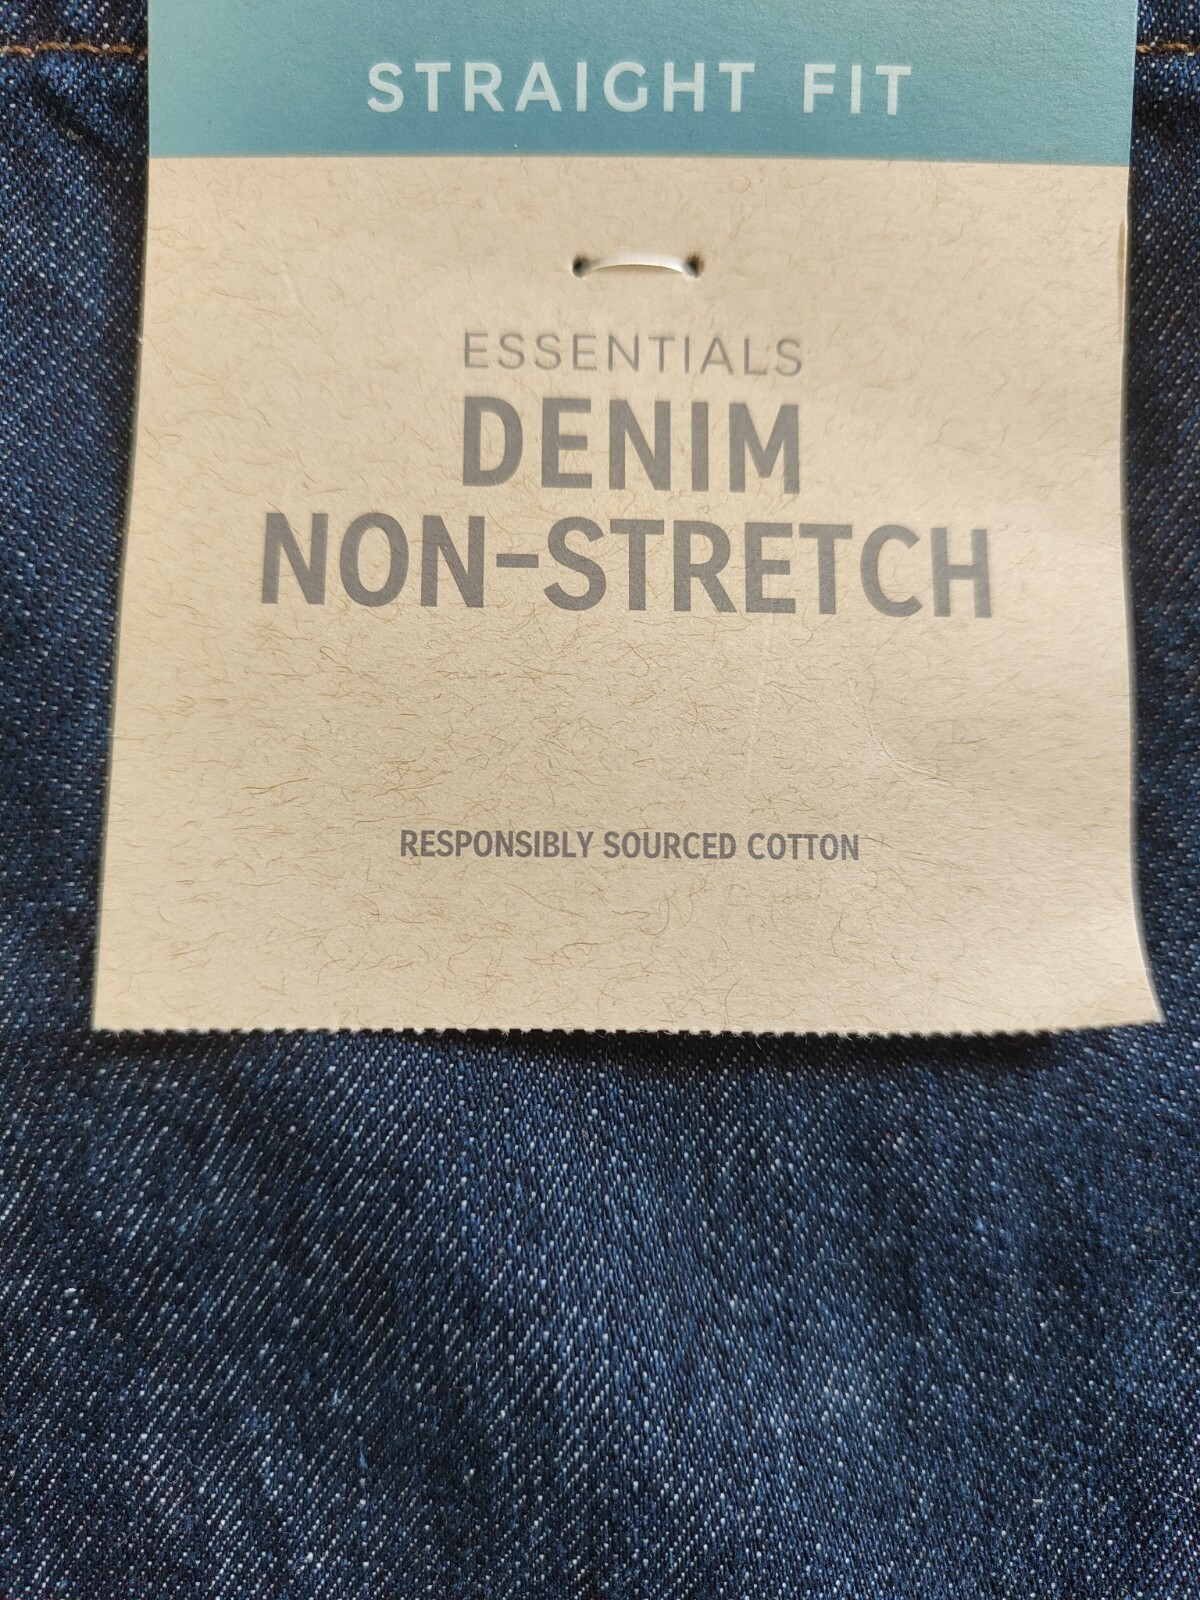 STRAIGHT FIT
ESSENTIALS
DENIM
NON-STRETCH
RESPONSIBLY SOURCED COTTON